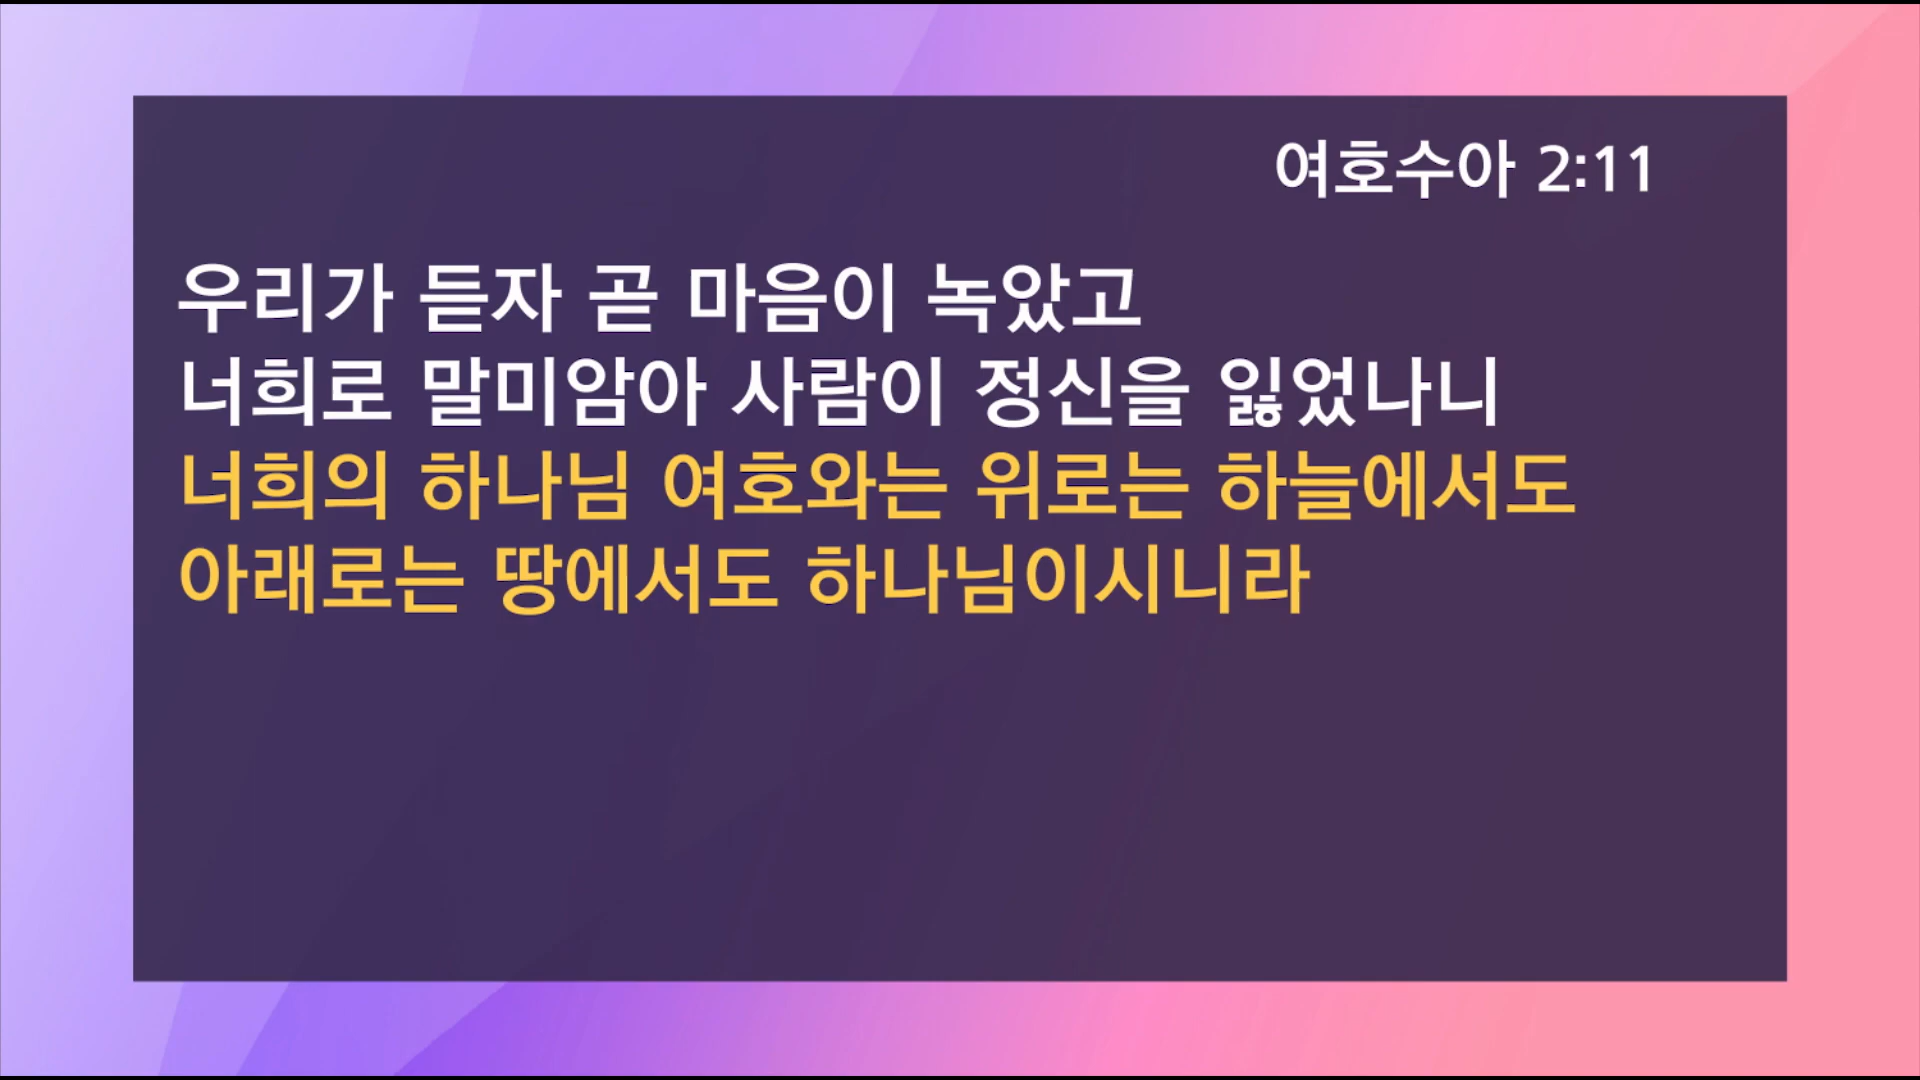 여호수아 2:11
우리가 듣자 곧 마음이 녹았고
너희로 말미암아 사람이 정신을 잃었나니
너희의 하나님 여호와는 위로는 하늘에서도
아래로는 땅에서도 하나님이시니라